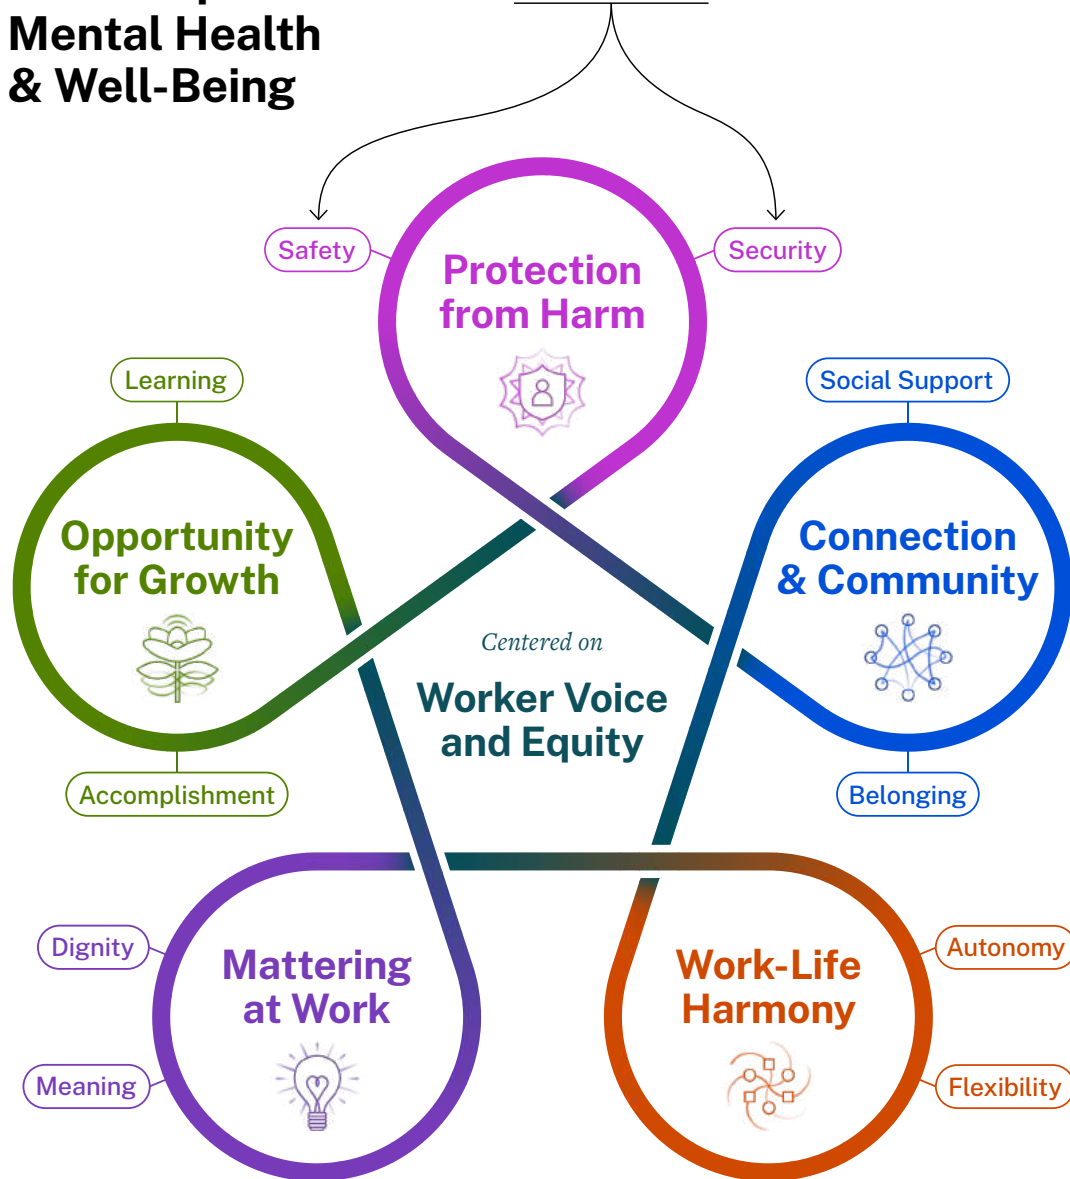 Mental Health
& Well-Being
Safety
Security
Protection
from Harm
Learning
Social Support
Opportunity
for Growth
Connection
& Community
Centered on
Worker Voice
and Equity
Accomplishment
Belonging
Dignity
Autonomy
Mattering
at Work
Work-Life
Harmony
Meaning
Flexibility